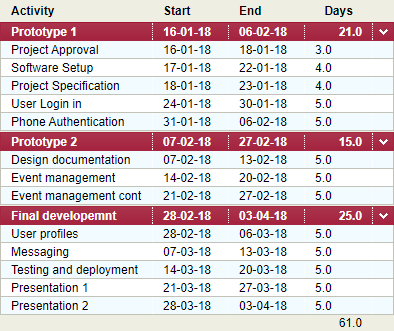 Activity Start End Days
Prototype 1 16-01-18 06-02-18 21.0
Project Approval 16-01-18 18-01-18 3.0
Software Setup 17-01-18 22-01-18 4.0
Project Specification 18-01-18 23-01-18 4.0
User Login in 24-01-18 30-01-18 5.0
Phone Authentication 31-01-18 06-02-18 5.0
Prototype 2 07-02-18 27-02-18 15.0
Design documentation 07-02-18 13-02-18 5.0
Event management 14-02-18 20-02-18 5.0
Event management cont 21-02-18 27-02-18 5.0
Final developemnt 28-02-18 03-04-18 25.0
User profiles 28-02-18 06-03-18 5.0
Messaging 07-03-18 13-03-18 5.0
Testing and deployment 14-03-18 20-03-18 5.0
Presentation 1 21-03-18 27-03-18 5.0
Presentation 2 28-03-18 03-04-18 5.0
61.0